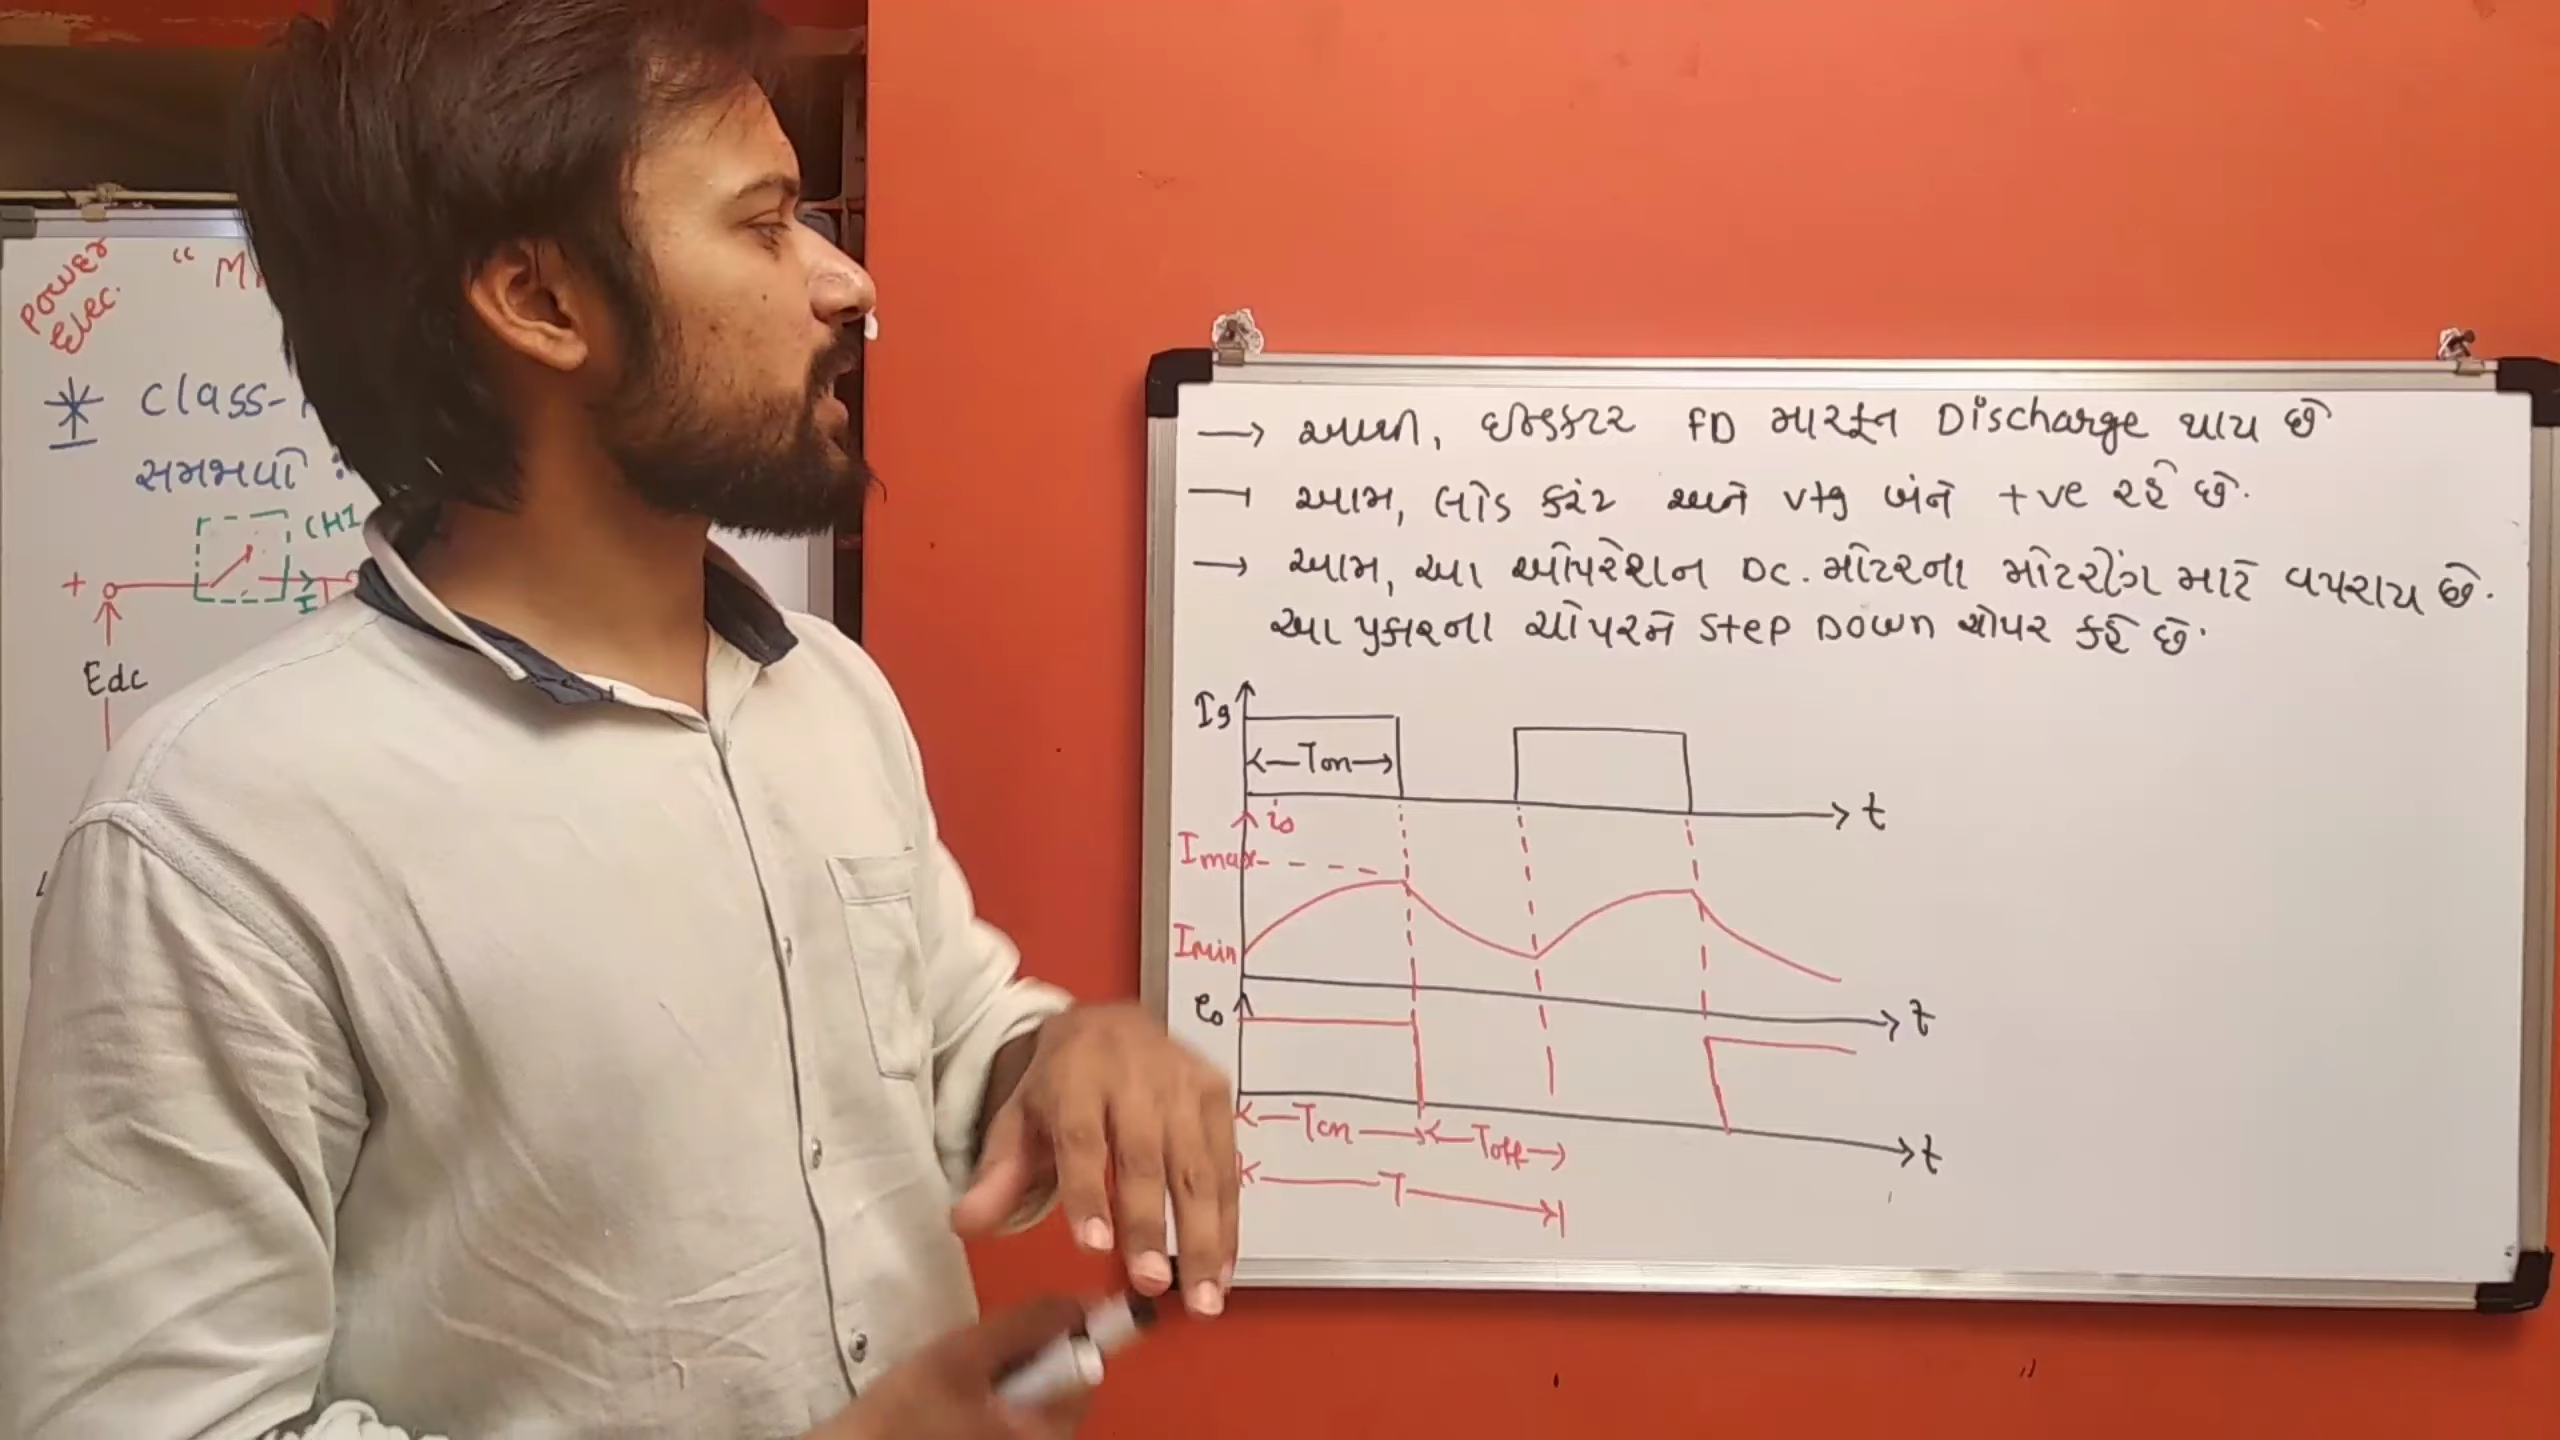 power
Elec.
“ M
* Class-
સમજાવો :
CH1
+
I
Edc
→ આથી, ઈન્ડક્ટર FD મારફત Discharge થાય છે
→ આમ, લોડ કરંટ અને vtg બંને +ve રહે છે.
→ આમ, આ ઓપરેશન DC. મોટરના મોટરીંગ માટે વપરાય છે.
આ પ્રકારના ચોપરને Step Down ચોપર કહે છે.
Ig
Ton
t
io
Imax
Imin
t
eo
Ton Toff
t
T